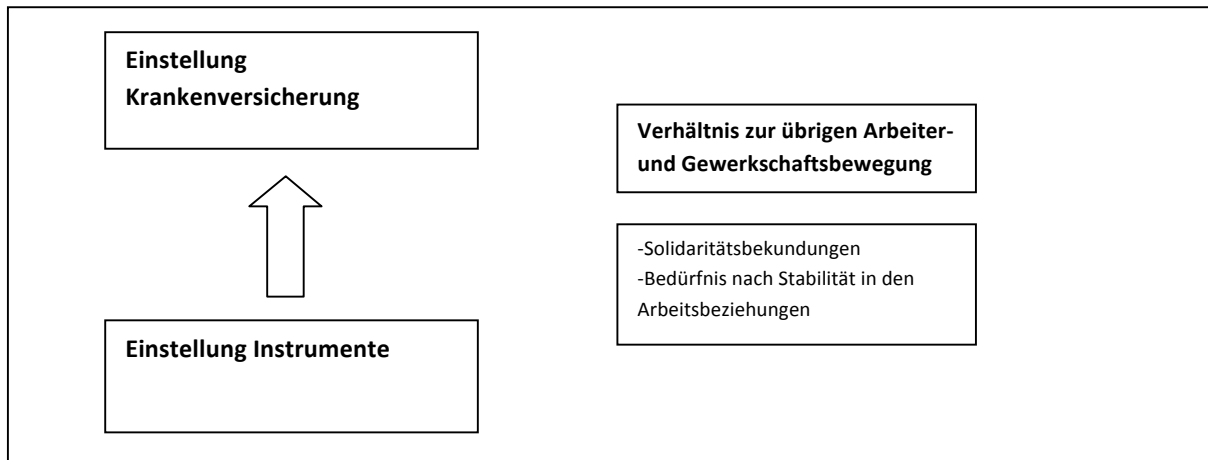 Einstellung
Krankenversicherung
Verhältnis zur übrigen Arbeiter-
und Gewerkschaftsbewegung
-Solidaritätsbekundungen
-Bedürfnis nach Stabilität in den
Arbeitsbeziehungen
Einstellung Instrumente